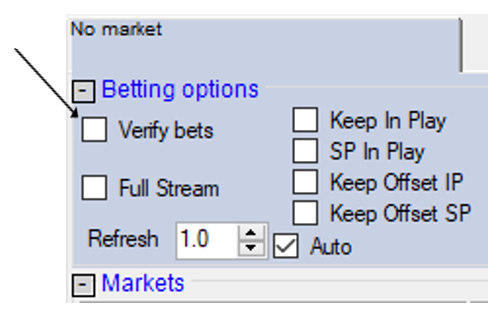 No market
Betting options
Verify bets
Keep In Play
SP In Play
Full Stream
Keep Offset IP
Keep Offset SP
Refresh 1.0 Auto
Markets